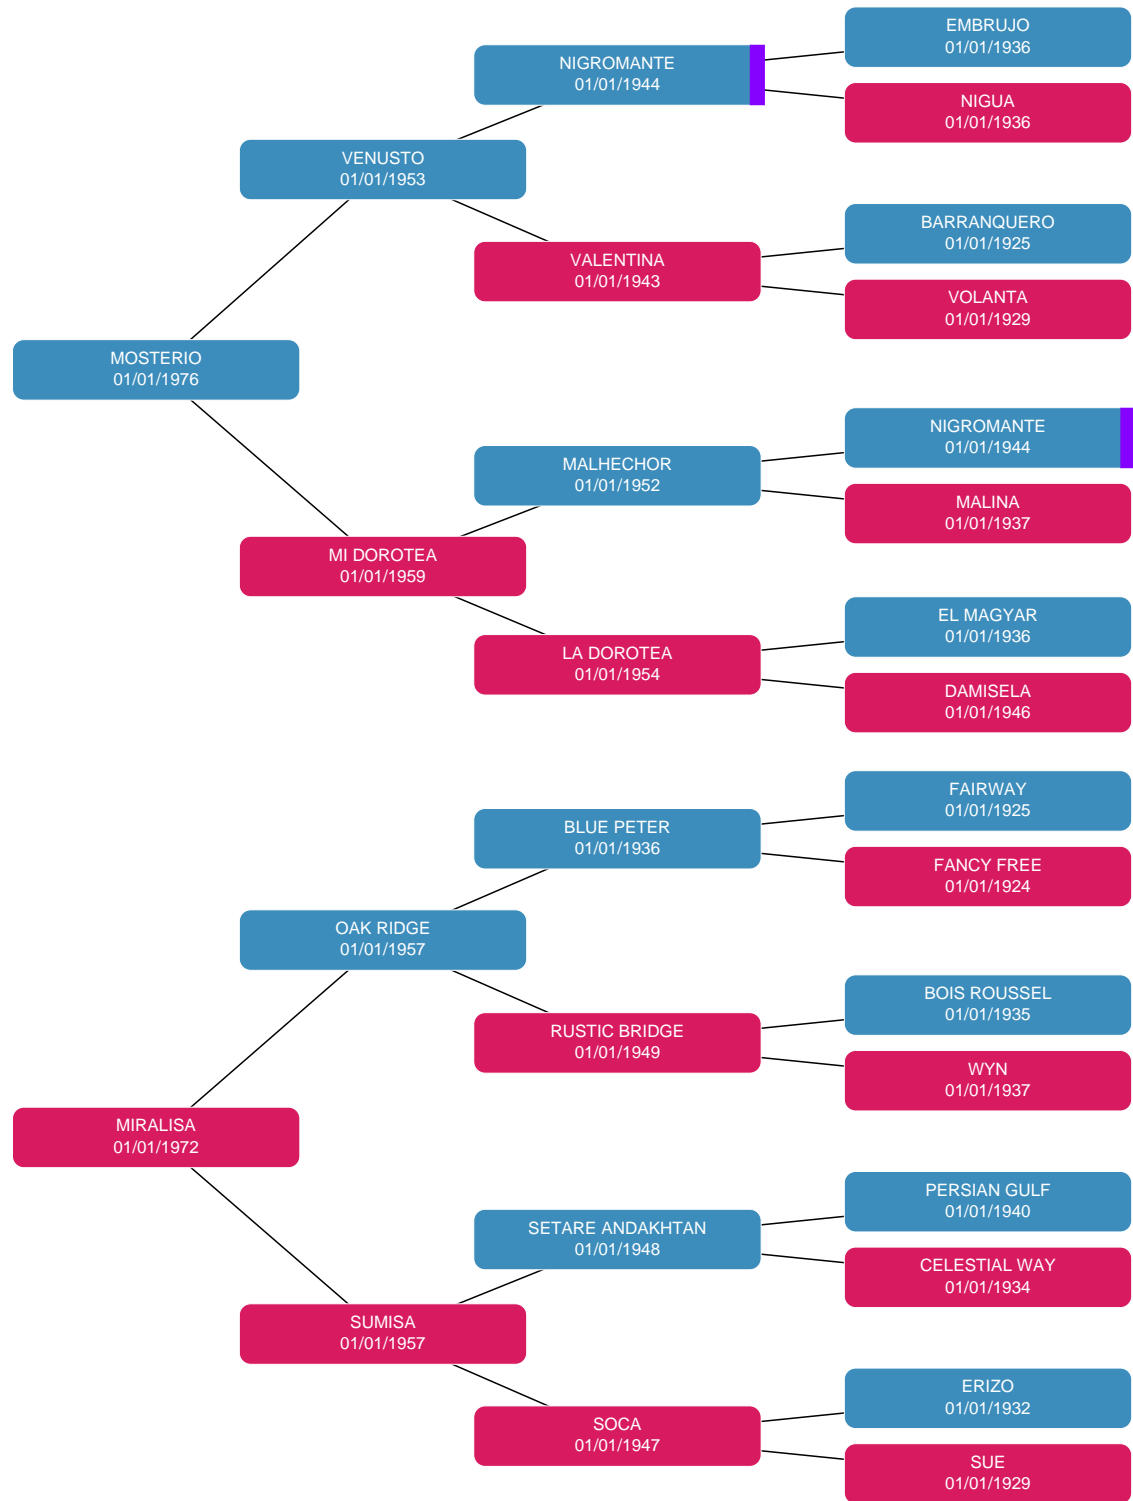 EMBRUJO
01/01/1936
NIGROMANTE
01/01/1944
NIGUA
01/01/1936
VENUSTO
01/01/1953
BARRANQUERO
01/01/1925
VALENTINA
01/01/1943
VOLANTA
01/01/1929
MOSTERIO
01/01/1976
NIGROMANTE
01/01/1944
MALHECHOR
01/01/1952
MALINA
01/01/1937
MI DOROTEA
01/01/1959
EL MAGYAR
01/01/1936
LA DOROTEA
01/01/1954
DAMISELA
01/01/1946
FAIRWAY
01/01/1925
BLUE PETER
01/01/1936
FANCY FREE
01/01/1924
OAK RIDGE
01/01/1957
BOIS ROUSSEL
01/01/1935
RUSTIC BRIDGE
01/01/1949
WYN
01/01/1937
MIRALISA
01/01/1972
PERSIAN GULF
01/01/1940
SETARE ANDAKHTAN
01/01/1948
CELESTIAL WAY
01/01/1934
SUMISA
01/01/1957
ERIZO
01/01/1932
SOCA
01/01/1947
SUE
01/01/1929